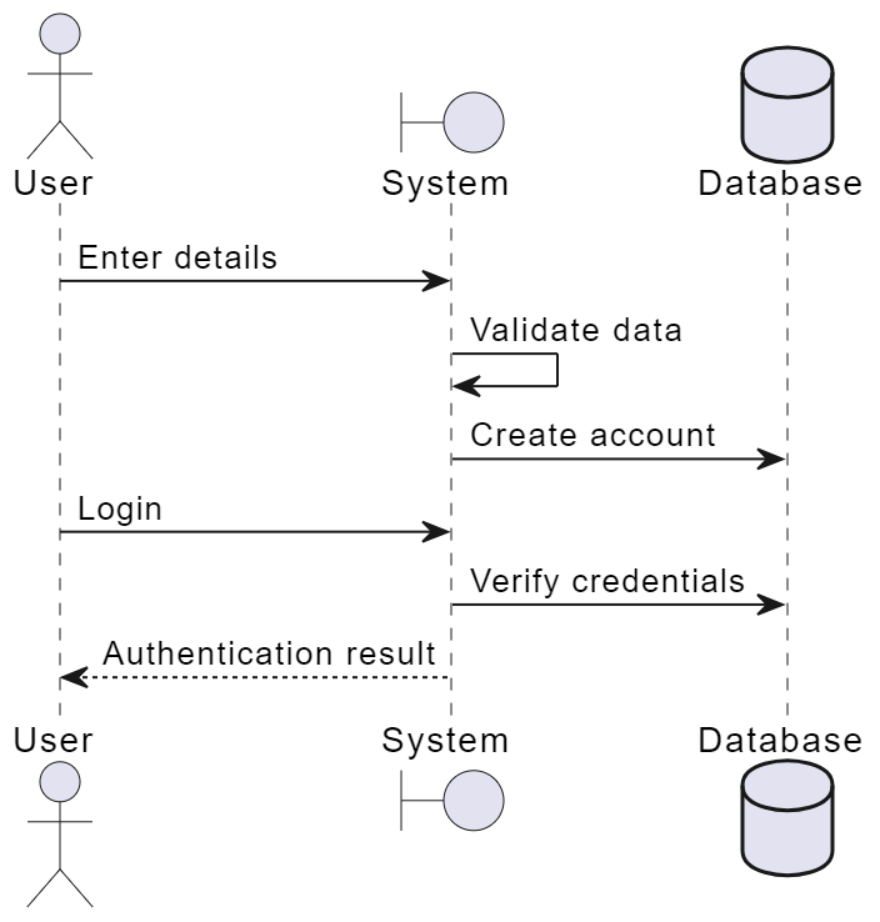 User
System
Database
Enter details
Validate data
Create account
Login
Verify credentials
Authentication result
User
System
Database